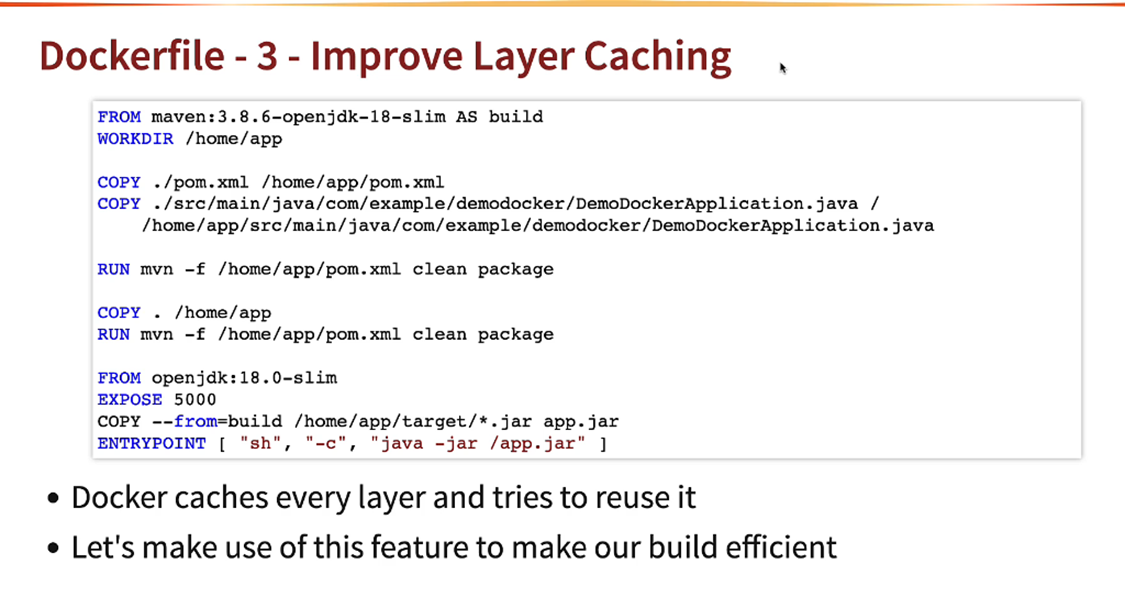 Dockerfile - 3 - Improve Layer Caching
FROM maven:3.8.6-openjdk-18-slim AS build
WORKDIR /home/app
COPY ./pom.xml /home/app/pom.xml
COPY ./src/main/java/com/example/demodocker/DemoDockerApplication.java /
/home/app/src/main/java/com/example/demodocker/DemoDockerApplication.java
RUN mvn -f /home/app/pom.xml clean package
COPY . /home/app
RUN mvn -f /home/app/pom.xml clean package
FROM openjdk:18.0-slim
EXPOSE 5000
COPY --from=build /home/app/target/*.jar app.jar
ENTRYPOINT [ "sh", "-c", "java -jar /app.jar" ]
• Docker caches every layer and tries to reuse it
• Let's make use of this feature to make our build efficient